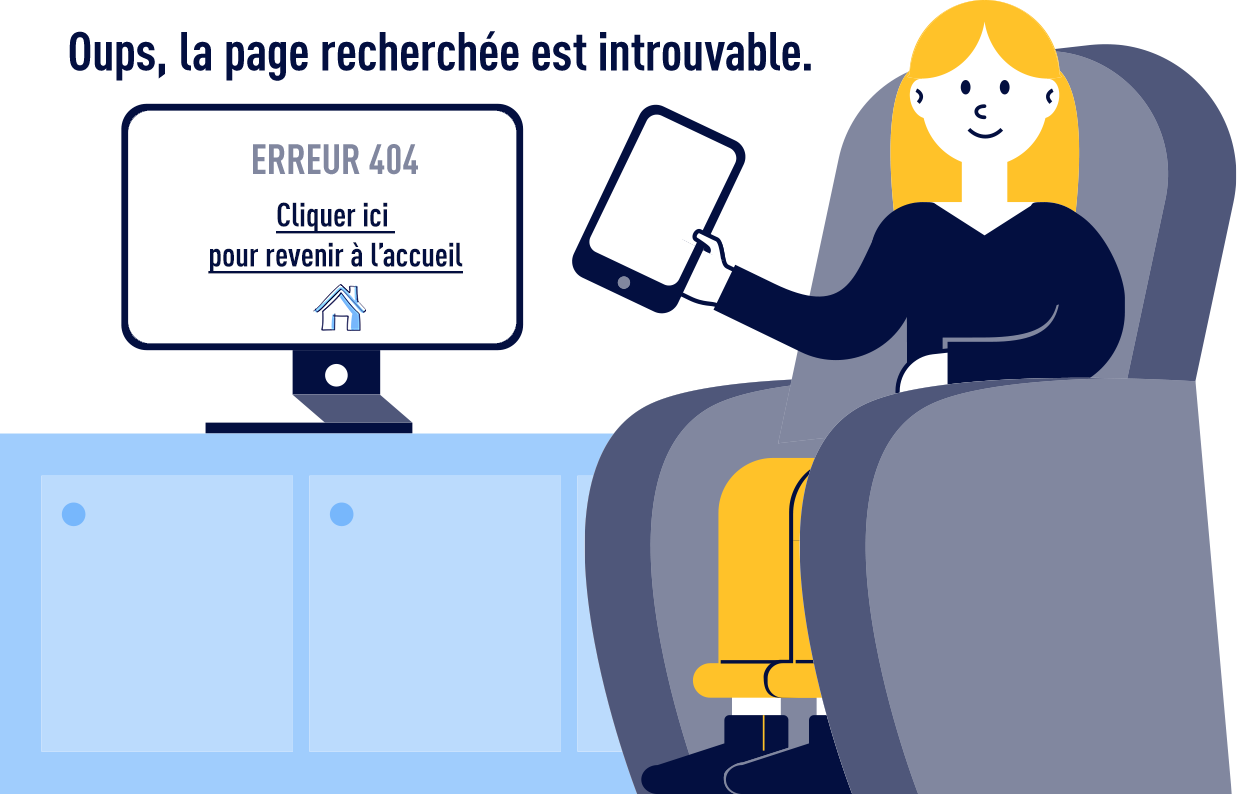 Oups, la page recherchée est introuvable.
ERREUR 404
Cliquer ici
pour revenir à l’accueil